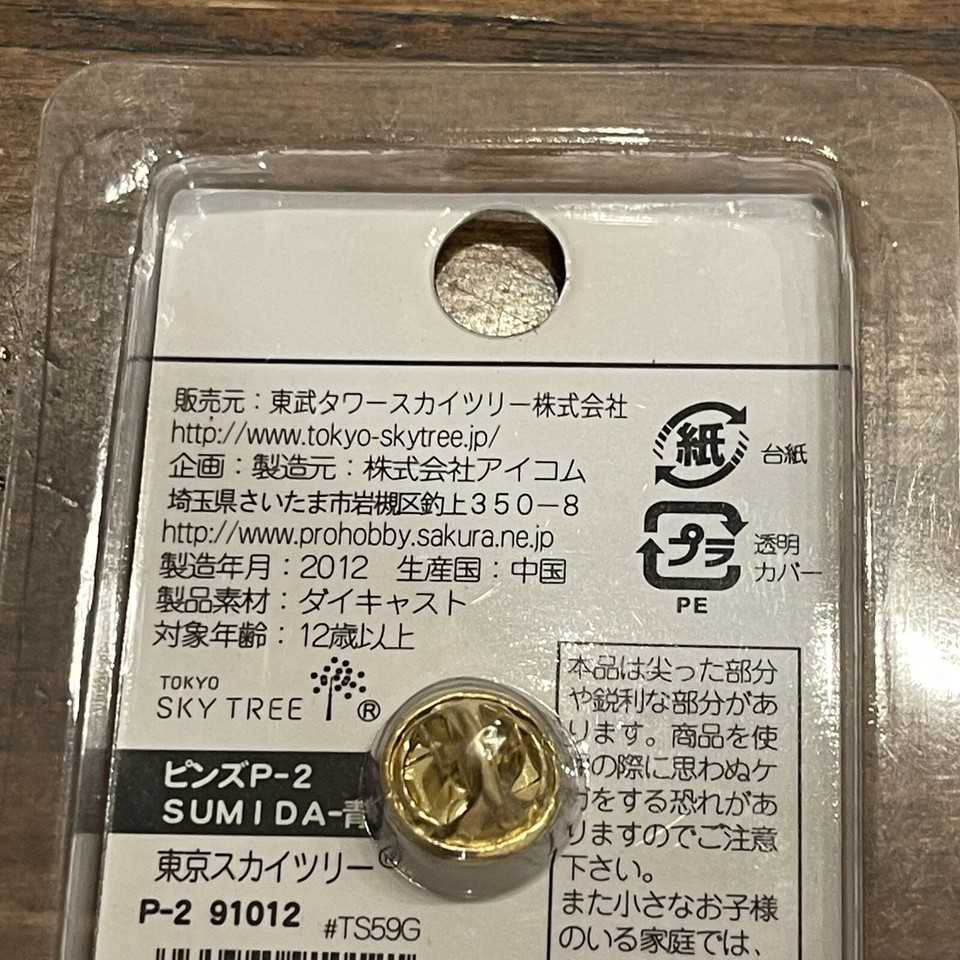 販売元：東武タワースカイツリー株式会社
http://www.tokyo-skytree.jp/
企画：製造元：株式会社アイコム
埼玉県さいたま市岩槻区釣上３５０－８
http://www.prohobby.sakura.ne.jp
製造年月：2012　生産国：中国
製品素材：ダイキャスト
対象年齢：12歳以上
TOKYO
SKY TREE ®
ピンズP-2
SUMIDA-青
東京スカイツリー®
P-2 91012 #TS59G
紙 台紙
プラ 透明
カバー
PE
本品は尖った部分
や鋭利な部分があ
ります。商品を使
の際に思わぬケ
をする恐れがあ
りますのでご注意
下さい。
また小さなお子様
のいる家庭では、